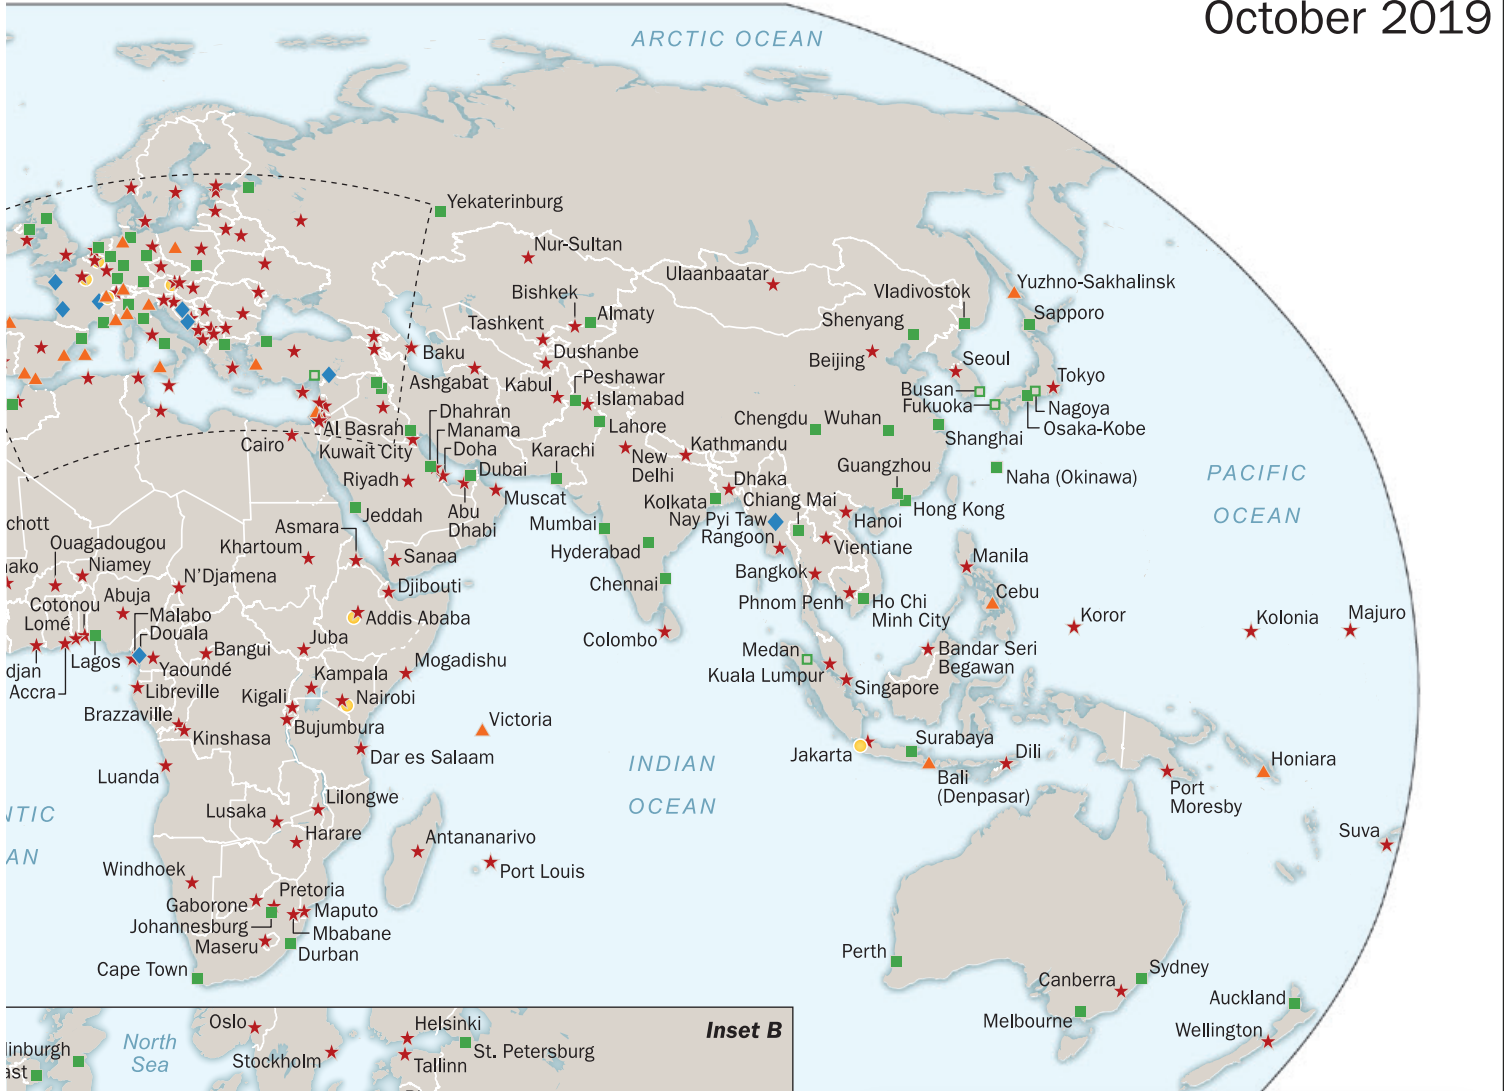 October 2019
ARCTIC OCEAN
Yekaterinburg
Nur-Sultan
Ulaanbaatar
Yuzhno-Sakhalinsk
Bishkek
Vladivostok
Almaty
Sapporo
Tashkent
Shenyang
Baku
Dushanbe
Beijing
Seoul
Ashgabat
Kabul
Peshawar
Tokyo
Islamabad
Busan
Fukuoka
Nagoya
Dhahran
Chengdu
Wuhan
Osaka-Kobe
Al Basrah
Manama
Lahore
Shanghai
Cairo
Kuwait City
Doha
Karachi
New
Delhi
Kathmandu
Guangzhou
PACIFIC
OCEAN
Riyadh
Dubai
Dhaka
Naha (Okinawa)
Jeddah
Abu
Dhabi
Muscat
Kolkata
Chiang Mai
Hong Kong
Asmara
Mumbai
Nay Pyi Taw
Rangoon
Hanoi
chott
Ouagadougou
Khartoum
Sanaa
Hyderabad
Vientiane
Manila
ako
Niamey
N'Djamena
Djibouti
Chennai
Bangkok
Cebu
Cotonou
Abuja
Phnom Penh
Ho Chi
Minh City
Koror
Kolonia
Majuro
Lomé
Malabo
Addis Ababa
Colombo
Douala
Juba
Medan
Bandar Seri
Begawan
djan
Lagos
Yaoundé
Bangui
Mogadishu
Kuala Lumpur
Accra
Libreville
Kampala
Singapore
Kigali
Nairobi
Brazzaville
Bujumbura
Victoria
Kinshasa
Dar es Salaam
Jakarta
Surabaya
Dili
Honiara
Luanda
INDIAN
OCEAN
Bali
(Denpasar)
Port
Moresby
NTIC
AN
Lusaka
Lilongwe
Harare
Antananarivo
Suva
Windhoek
Port Louis
Pretoria
Gaborone
Maputo
Johannesburg
Mbabane
Maseru
Durban
Perth
Cape Town
Canberra
Sydney
Auckland
Melbourne
Wellington
Oslo
Helsinki
Inset B
North
Sea
linburgh
Stockholm
St. Petersburg
Tallinn
ast